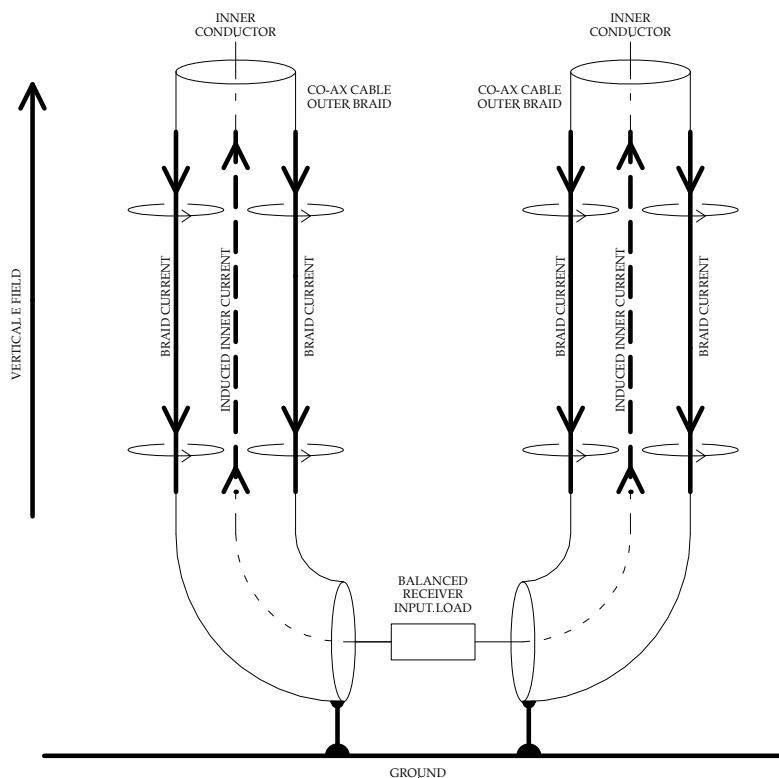 INNER
CONDUCTOR
INNER
CONDUCTOR
CO-AX CABLE
OUTER BRAID
CO-AX CABLE
OUTER BRAID
VERTICAL E FIELD
BRAID CURRENT
INDUCED INNER CURRENT
BRAID CURRENT
BRAID CURRENT
INDUCED INNER CURRENT
BRAID CURRENT
BALANCED
RECEIVER
INPUT.LOAD
GROUND